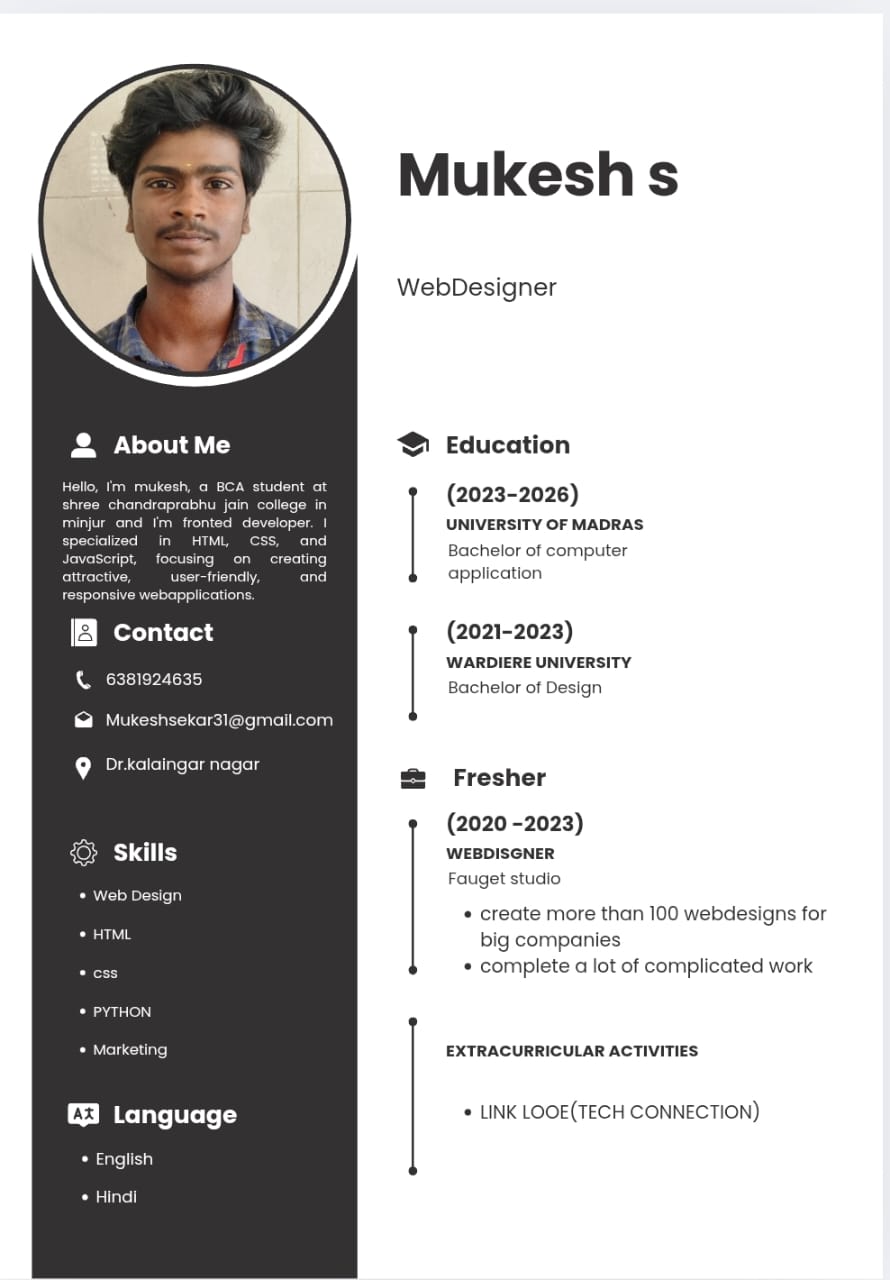 Mukesh s
WebDesigner
About Me
Hello, I'm mukesh, a BCA student at
shree chandraprabhu jain college in
minjur and I'm fronted developer. I
specialized in HTML, CSS, and
JavaScript, focusing on creating
attractive, user-friendly, and
responsive webapplications.
Contact
6381924635
Mukeshsekar31@gmail.com
Dr.kalaingar nagar
Skills
• Web Design
• HTML
• css
• PYTHON
• Marketing
Language
• English
• Hindi
Education
(2023-2026)
UNIVERSITY OF MADRAS
Bachelor of computer
application
(2021-2023)
WARDIERE UNIVERSITY
Bachelor of Design
Fresher
(2020 -2023)
WEBDISGNER
Fauget studio
• create more than 100 webdesigns for
big companies
• complete a lot of complicated work
EXTRACURRICULAR ACTIVITIES
• LINK LOOE(TECH CONNECTION)